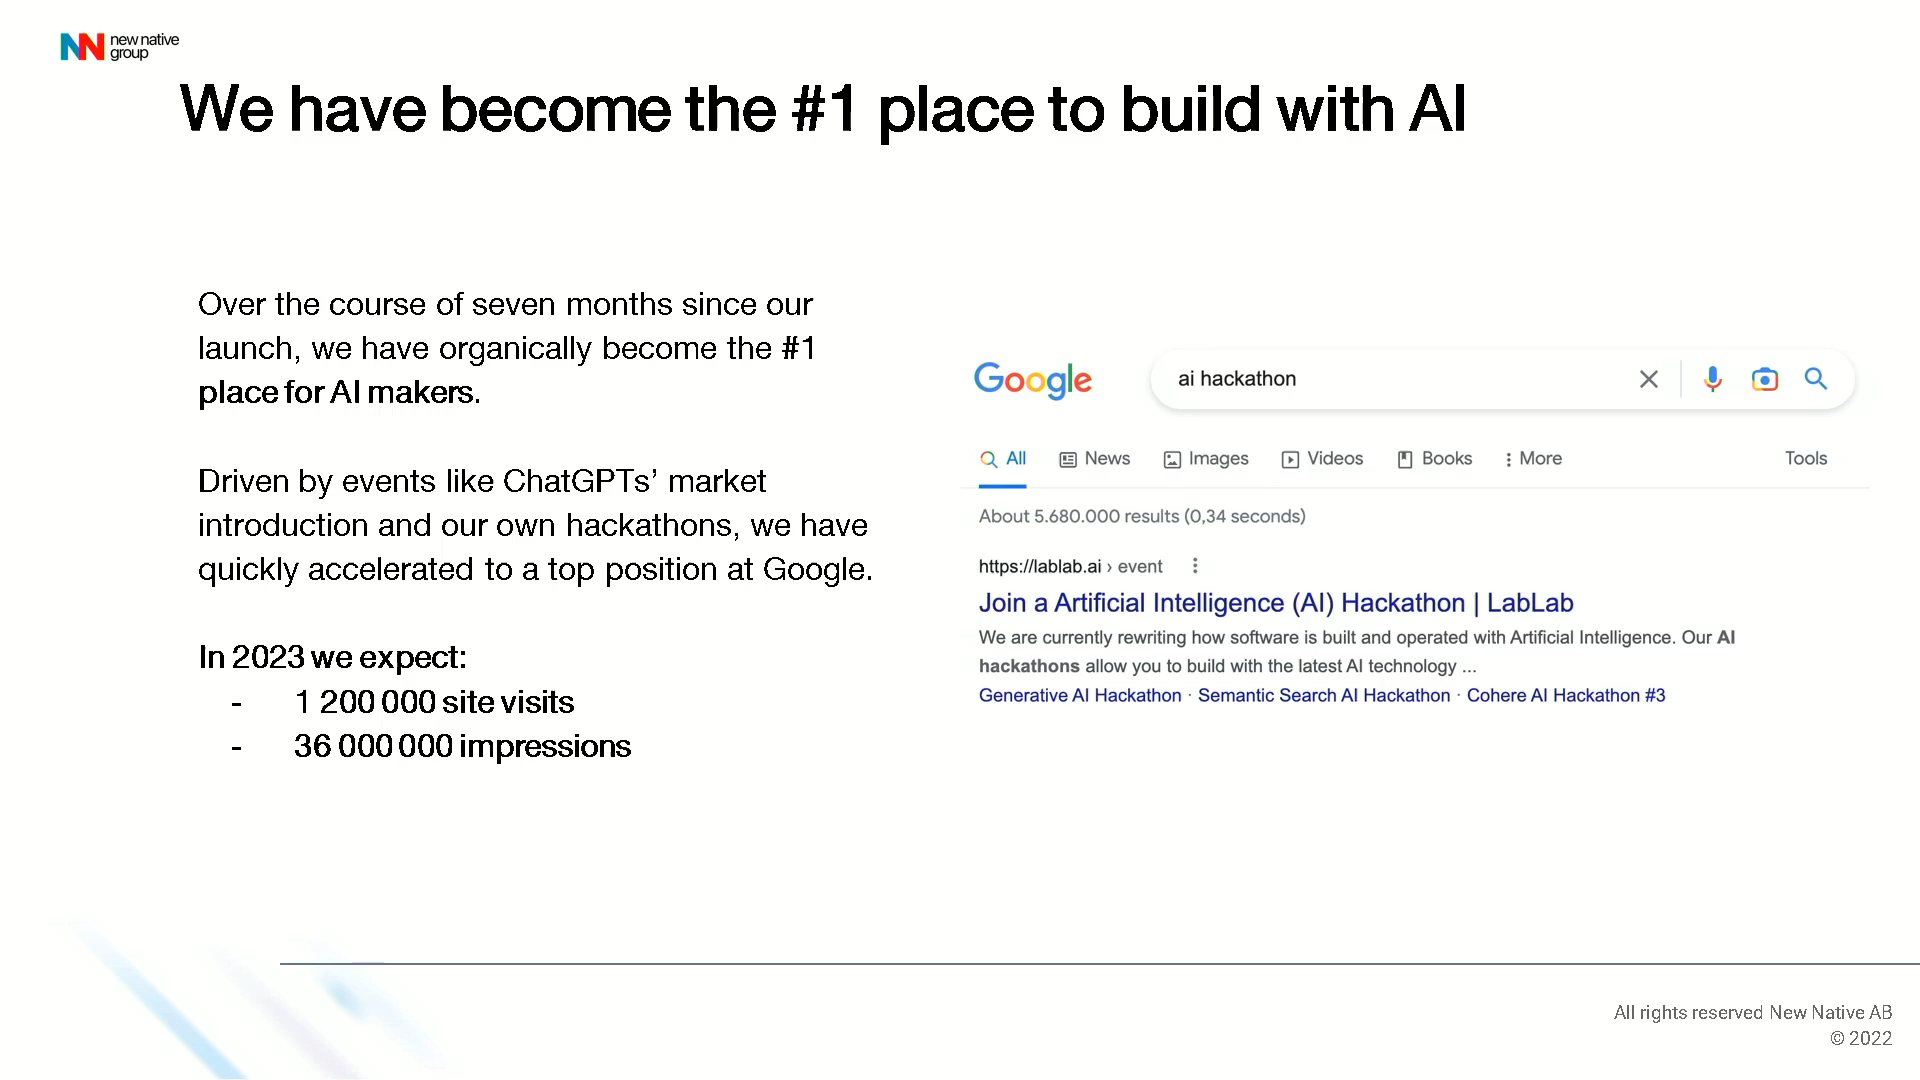 new native
group
We have become the #1 place to build with AI
Over the course of seven months since our
launch, we have organically become the #1
place for AI makers.
Driven by events like ChatGPTs’ market
introduction and our own hackathons, we have
quickly accelerated to a top position at Google.
In 2023 we expect:
- 1 200 000 site visits
- 36 000 000 impressions
Google
ai hackathon
All News Images Videos Books More Tools
About 5.680.000 results (0,34 seconds)
https://lablab.ai › event
Join a Artificial Intelligence (AI) Hackathon | LabLab
We are currently rewriting how software is built and operated with Artificial Intelligence. Our AI
hackathons allow you to build with the latest AI technology ...
Generative AI Hackathon · Semantic Search AI Hackathon · Cohere AI Hackathon #3
All rights reserved New Native AB
© 2022